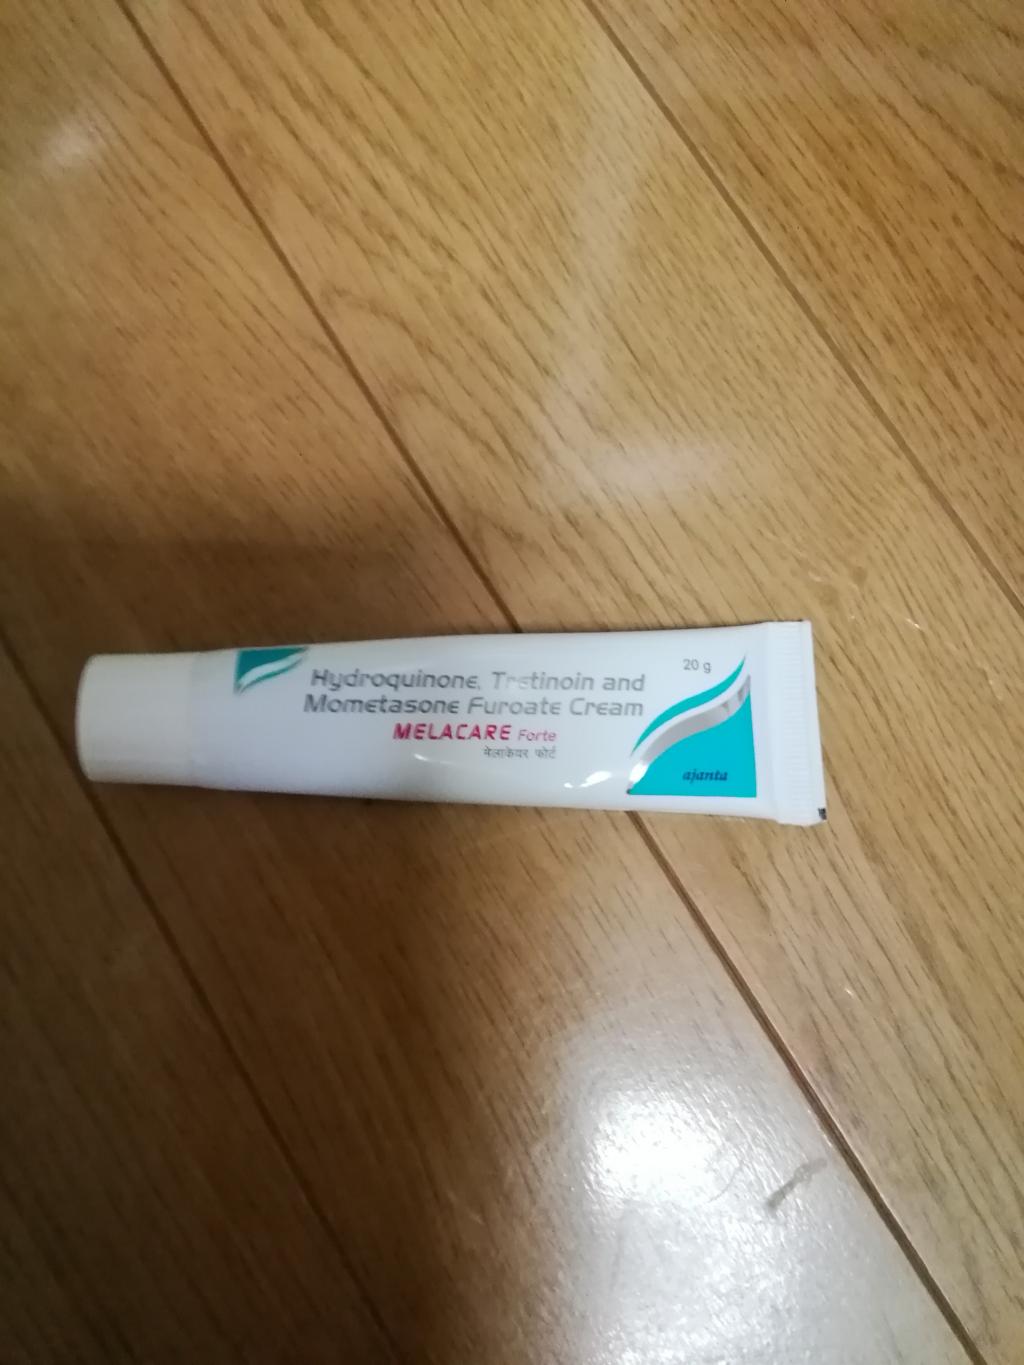 20 g
Hydroquinone, Tretinoin and
Mometasone Furoate Cream
MELACARE Forte
मेलाकेयर फोर्ट
ajanta